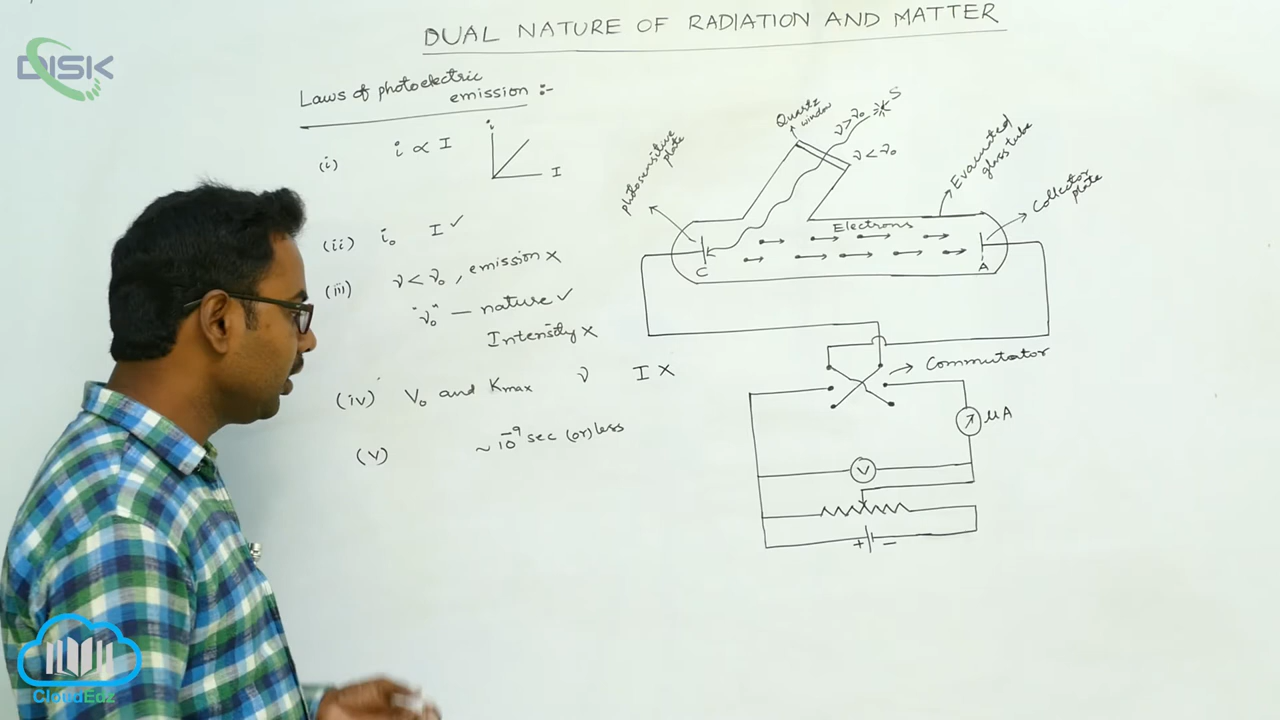 DISK
DUAL NATURE OF RADIATION AND MATTER
Laws of photoelectric
emission :-
(i) i ∝ I
i
I
(ii) i₀ I ✓
(iii) ν < ν₀, emission ×
"ν₀" — nature ✓
Intensity ×
(iv) V₀ and Kmax ν I ×
(v) ~ 10⁻⁹ sec (or) less
Photosensitive
plate
Quartz
window
ν > ν₀
S
ν < ν₀
Evacuated
glass tube
Collector
plate
Electrons
C
A
Commutator
μA
V
+ −
CloudEdz